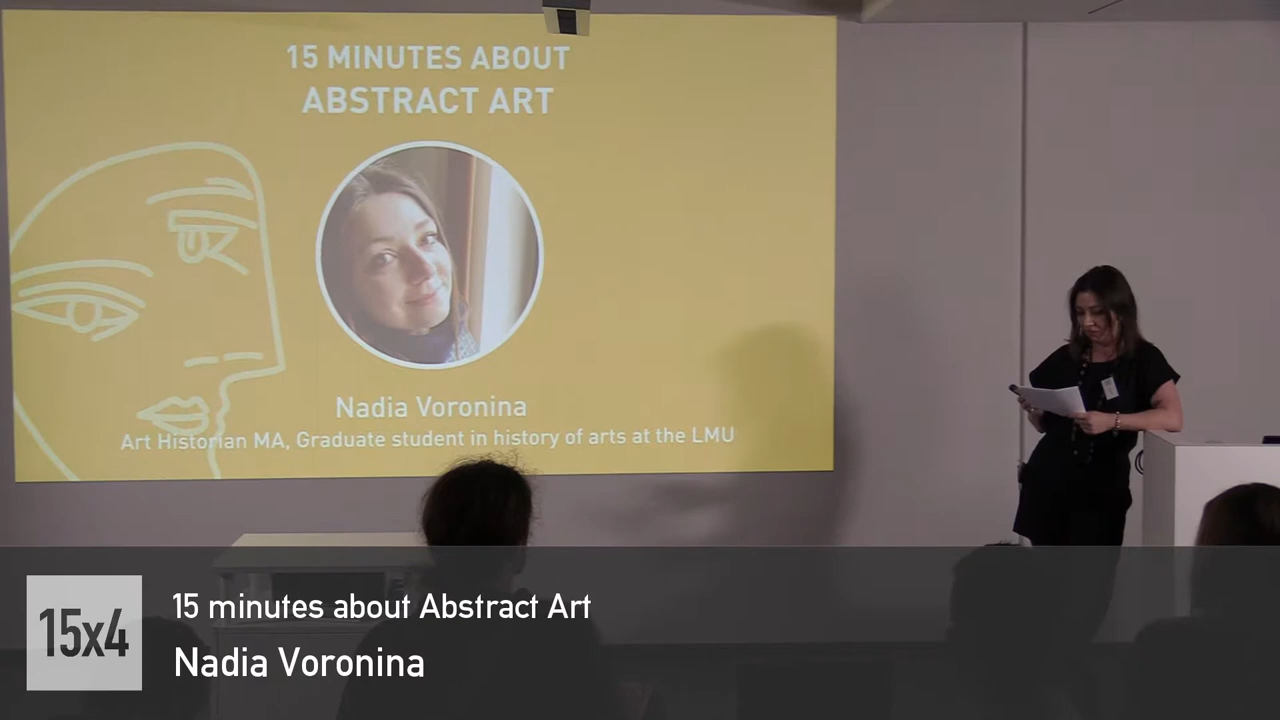 15 MINUTES ABOUT
ABSTRACT ART
Nadia Voronina
Art Historian MA, Graduate student in history of arts at the LMU
15x4
15 minutes about Abstract Art
Nadia Voronina